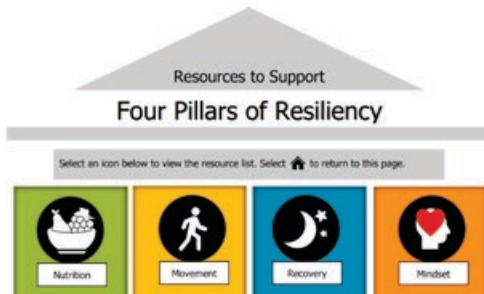 Resources to Support
Four Pillars of Resiliency
Select an icon below to view the resource list. Select to return to this page.
Nutrition
Movement
Recovery
Mindset